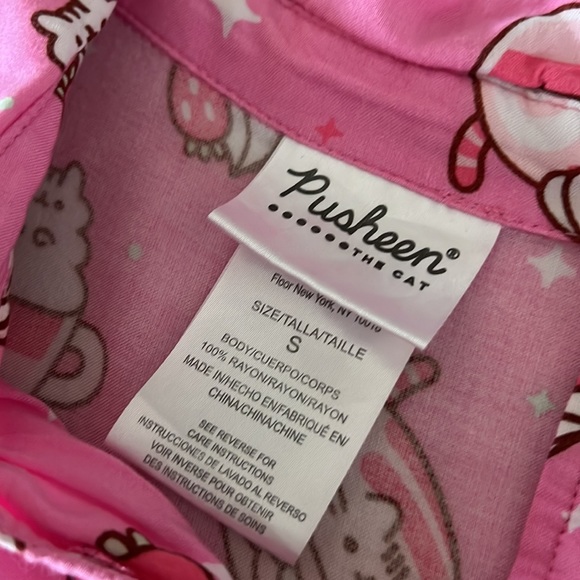 Pusheen®
THE CAT
Floor New York, NY 10016
SIZE/TALLA/TAILLE
S
BODY/CUERPO/CORPS
100% RAYON/RAYON/RAYON
MADE IN/HECHO EN/FABRIQUÉ EN/
CHINA/CHINA/CHINE
SEE REVERSE FOR
CARE INSTRUCTIONS
INSTRUCCIONES DE LAVADO AL REVERSO
VOIR INVERSE POUR OBTENIR
DES INSTRUCTIONS DE SOINS